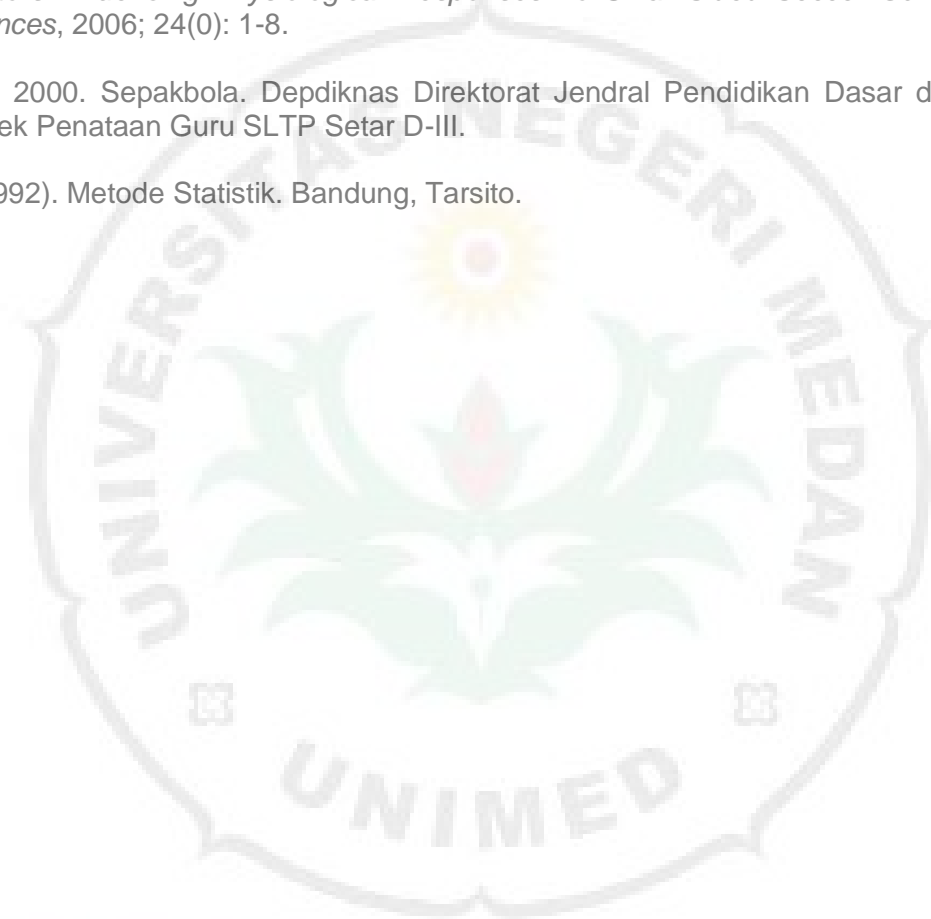 ences, 2006; 24(0): 1-8.
2000. Sepakbola. Depdiknas Direktorat Jendral Pendidikan Dasar d
ek Penataan Guru SLTP Setar D-III.
992). Metode Statistik. Bandung, Tarsito.
UNIVERSITAS NEGERI MEDAN
UNIMED